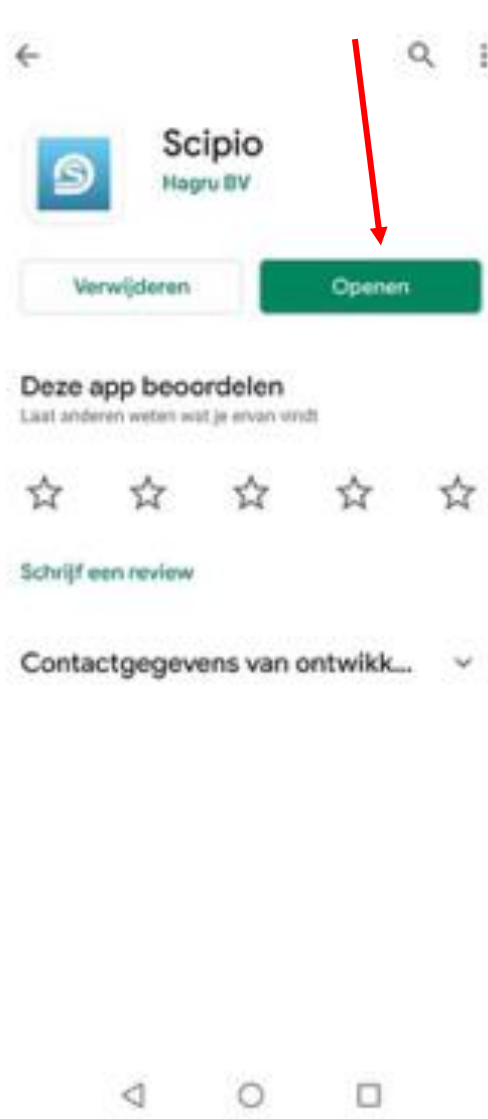 Scipio
Hagru BV
Verwijderen
Openen
Deze app beoordelen
Laat anderen weten wat je ervan vindt
Schrijf een review
Contactgegevens van ontwikk...